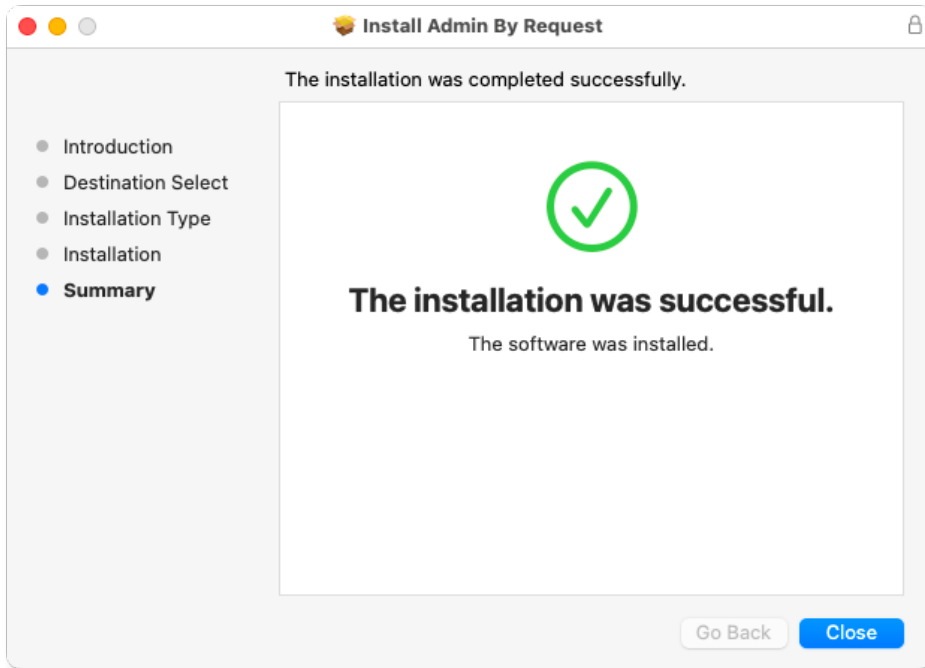 Install Admin By Request
The installation was completed successfully.
Introduction
Destination Select
Installation Type
Installation
Summary
The installation was successful.
The software was installed.
Go Back
Close